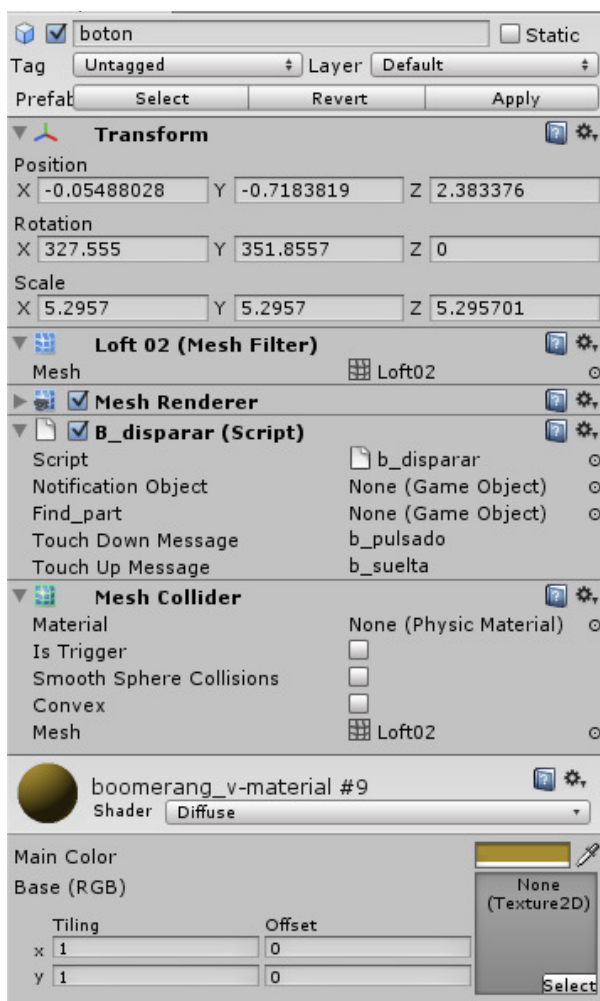 boton Static
Tag Untagged Layer Default
Prefab Select Revert Apply
Transform
Position
X -0.05488028 Y -0.7183819 Z 2.383376
Rotation
X 327.555 Y 351.8557 Z 0
Scale
X 5.2957 Y 5.2957 Z 5.295701
Loft 02 (Mesh Filter)
Mesh Loft02
Mesh Renderer
B_disparar (Script)
Script b_disparar
Notification Object None (Game Object)
Find_part None (Game Object)
Touch Down Message b_pulsado
Touch Up Message b_suelta
Mesh Collider
Material None (Physic Material)
Is Trigger
Smooth Sphere Collisions
Convex
Mesh Loft02
boomerang_v-material #9
Shader Diffuse
Main Color
Base (RGB) None
(Texture2D)
Tiling Offset
x 1 0
y 1 0
Select